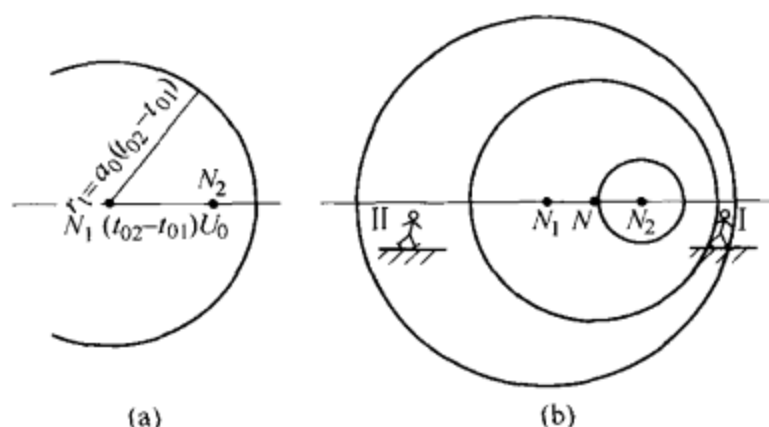 r₁=a₀(t₀₂−t₀₁)
N₂
N₁ (t₀₂−t₀₁)U₀
II
N₁ N N₂
I
(a)
(b)